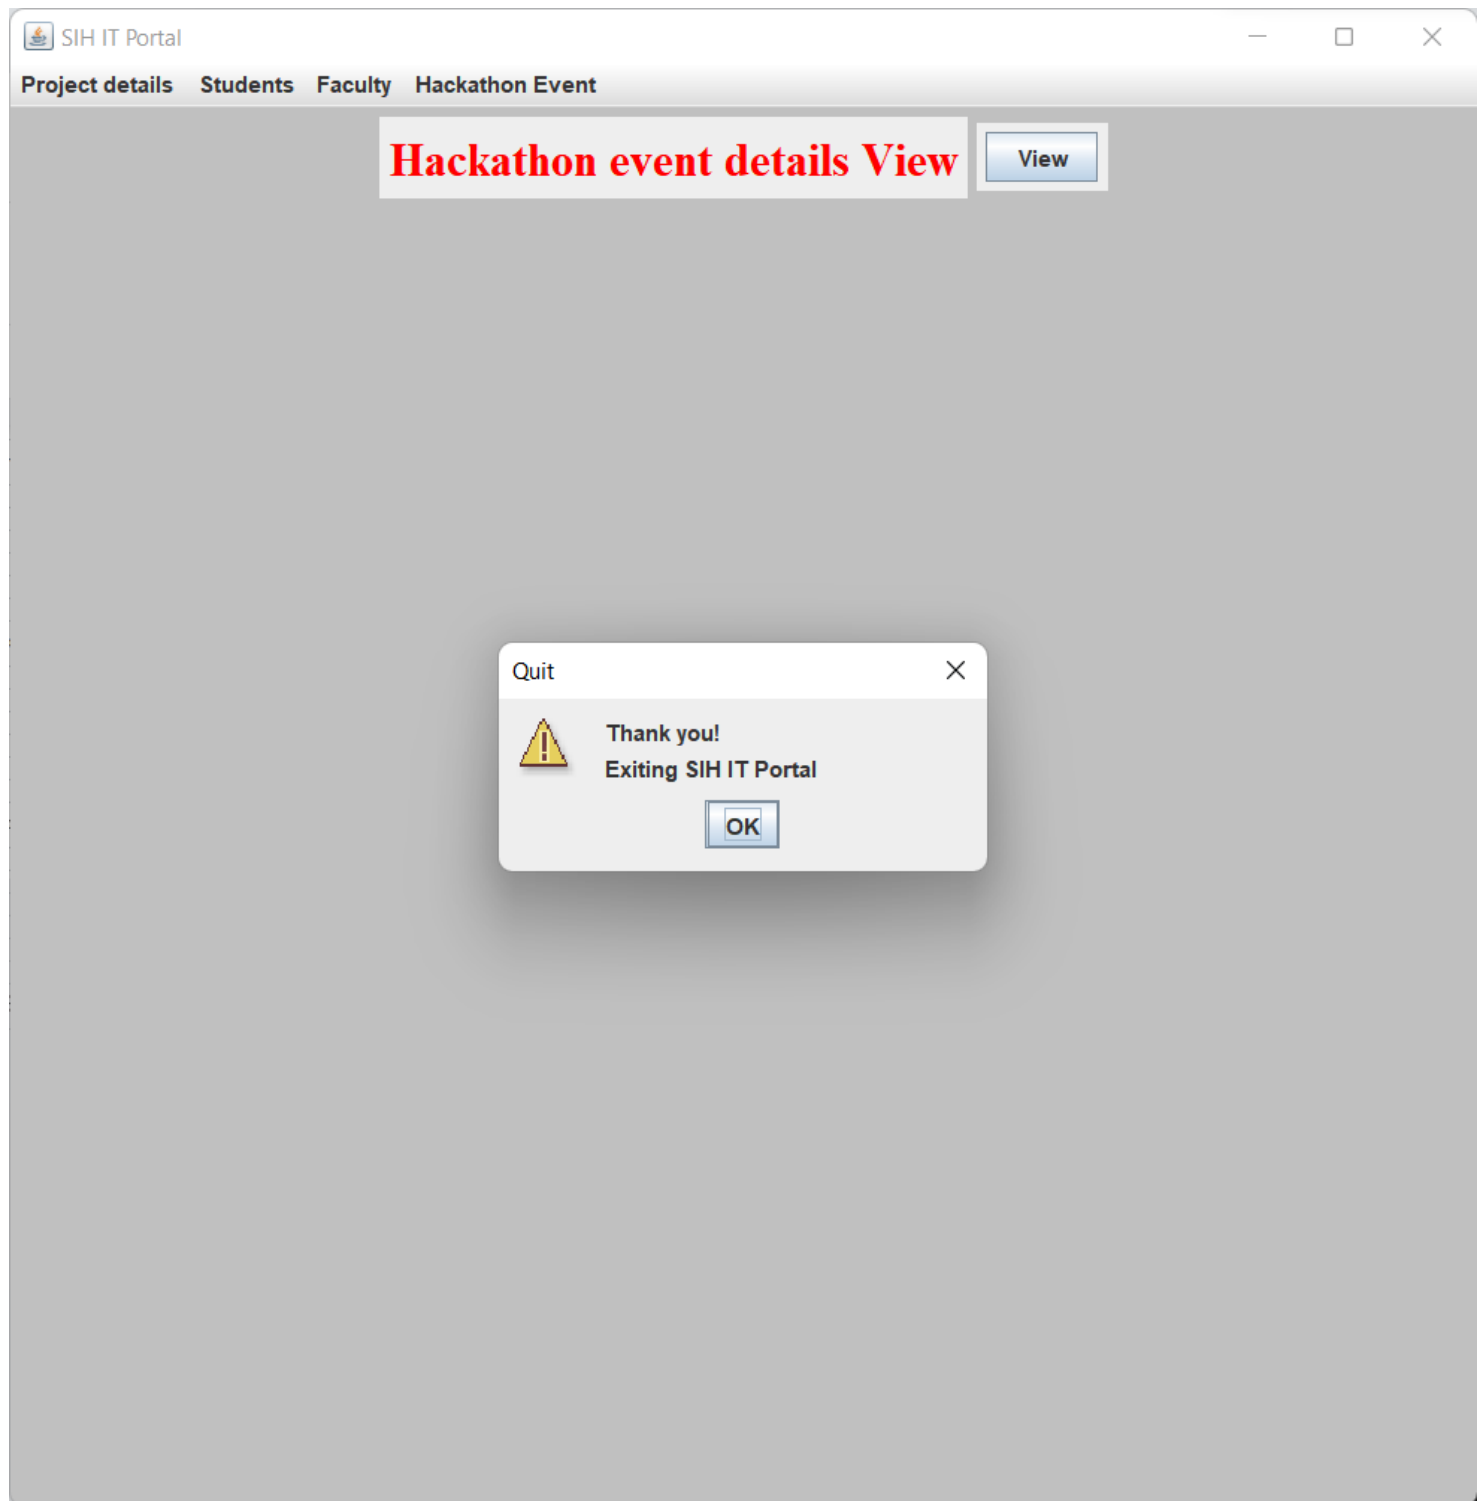 SIH IT Portal
Project details Students Faculty Hackathon Event
Hackathon event details View View
Quit
Thank you!
Exiting SIH IT Portal
OK